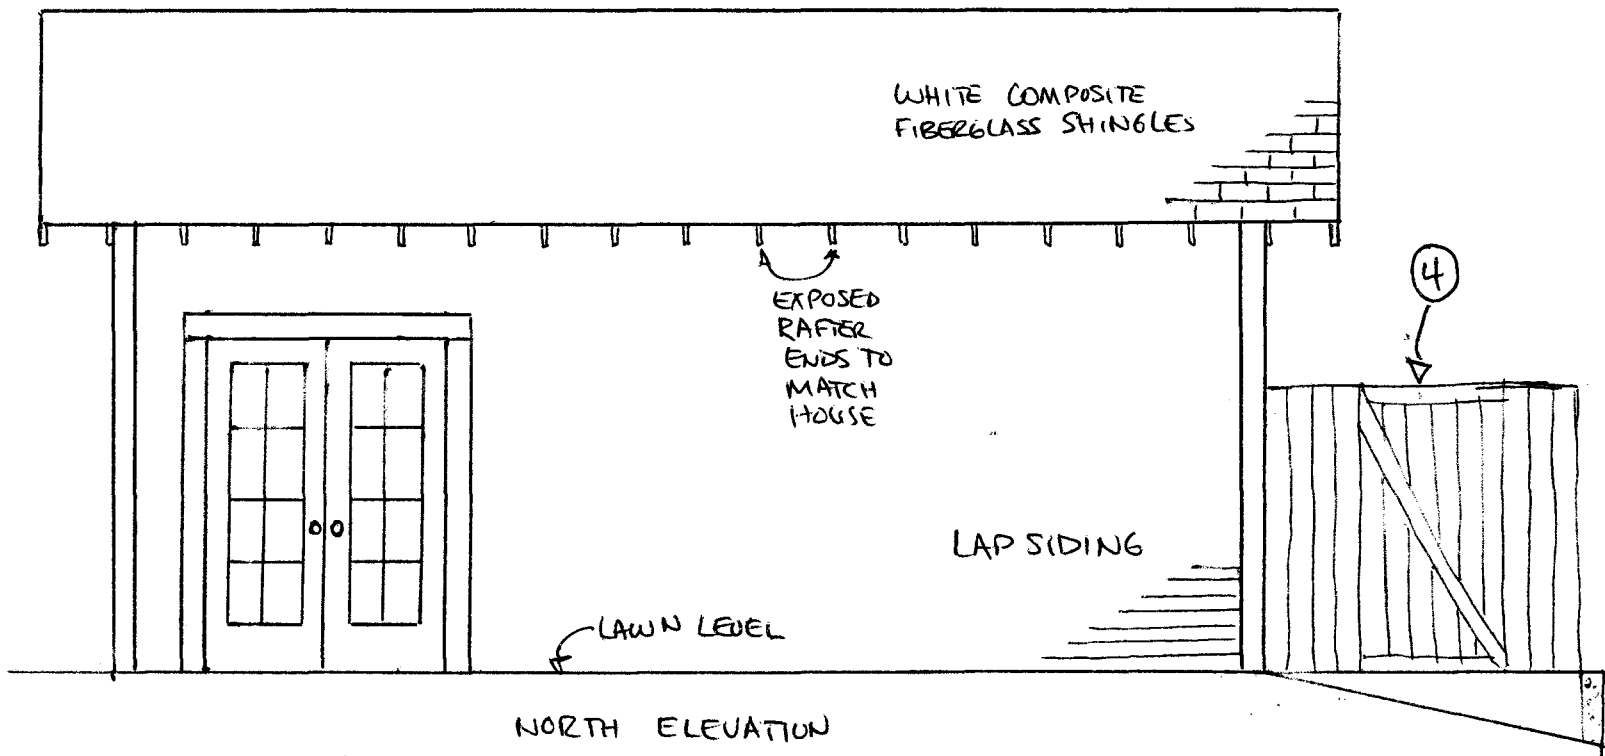 WHITE COMPOSITE
FIBERGLASS SHINGLES
4
EXPOSED
RAFTER
ENDS TO
MATCH
HOUSE
LAP SIDING
LAWN LEVEL
NORTH ELEVATION